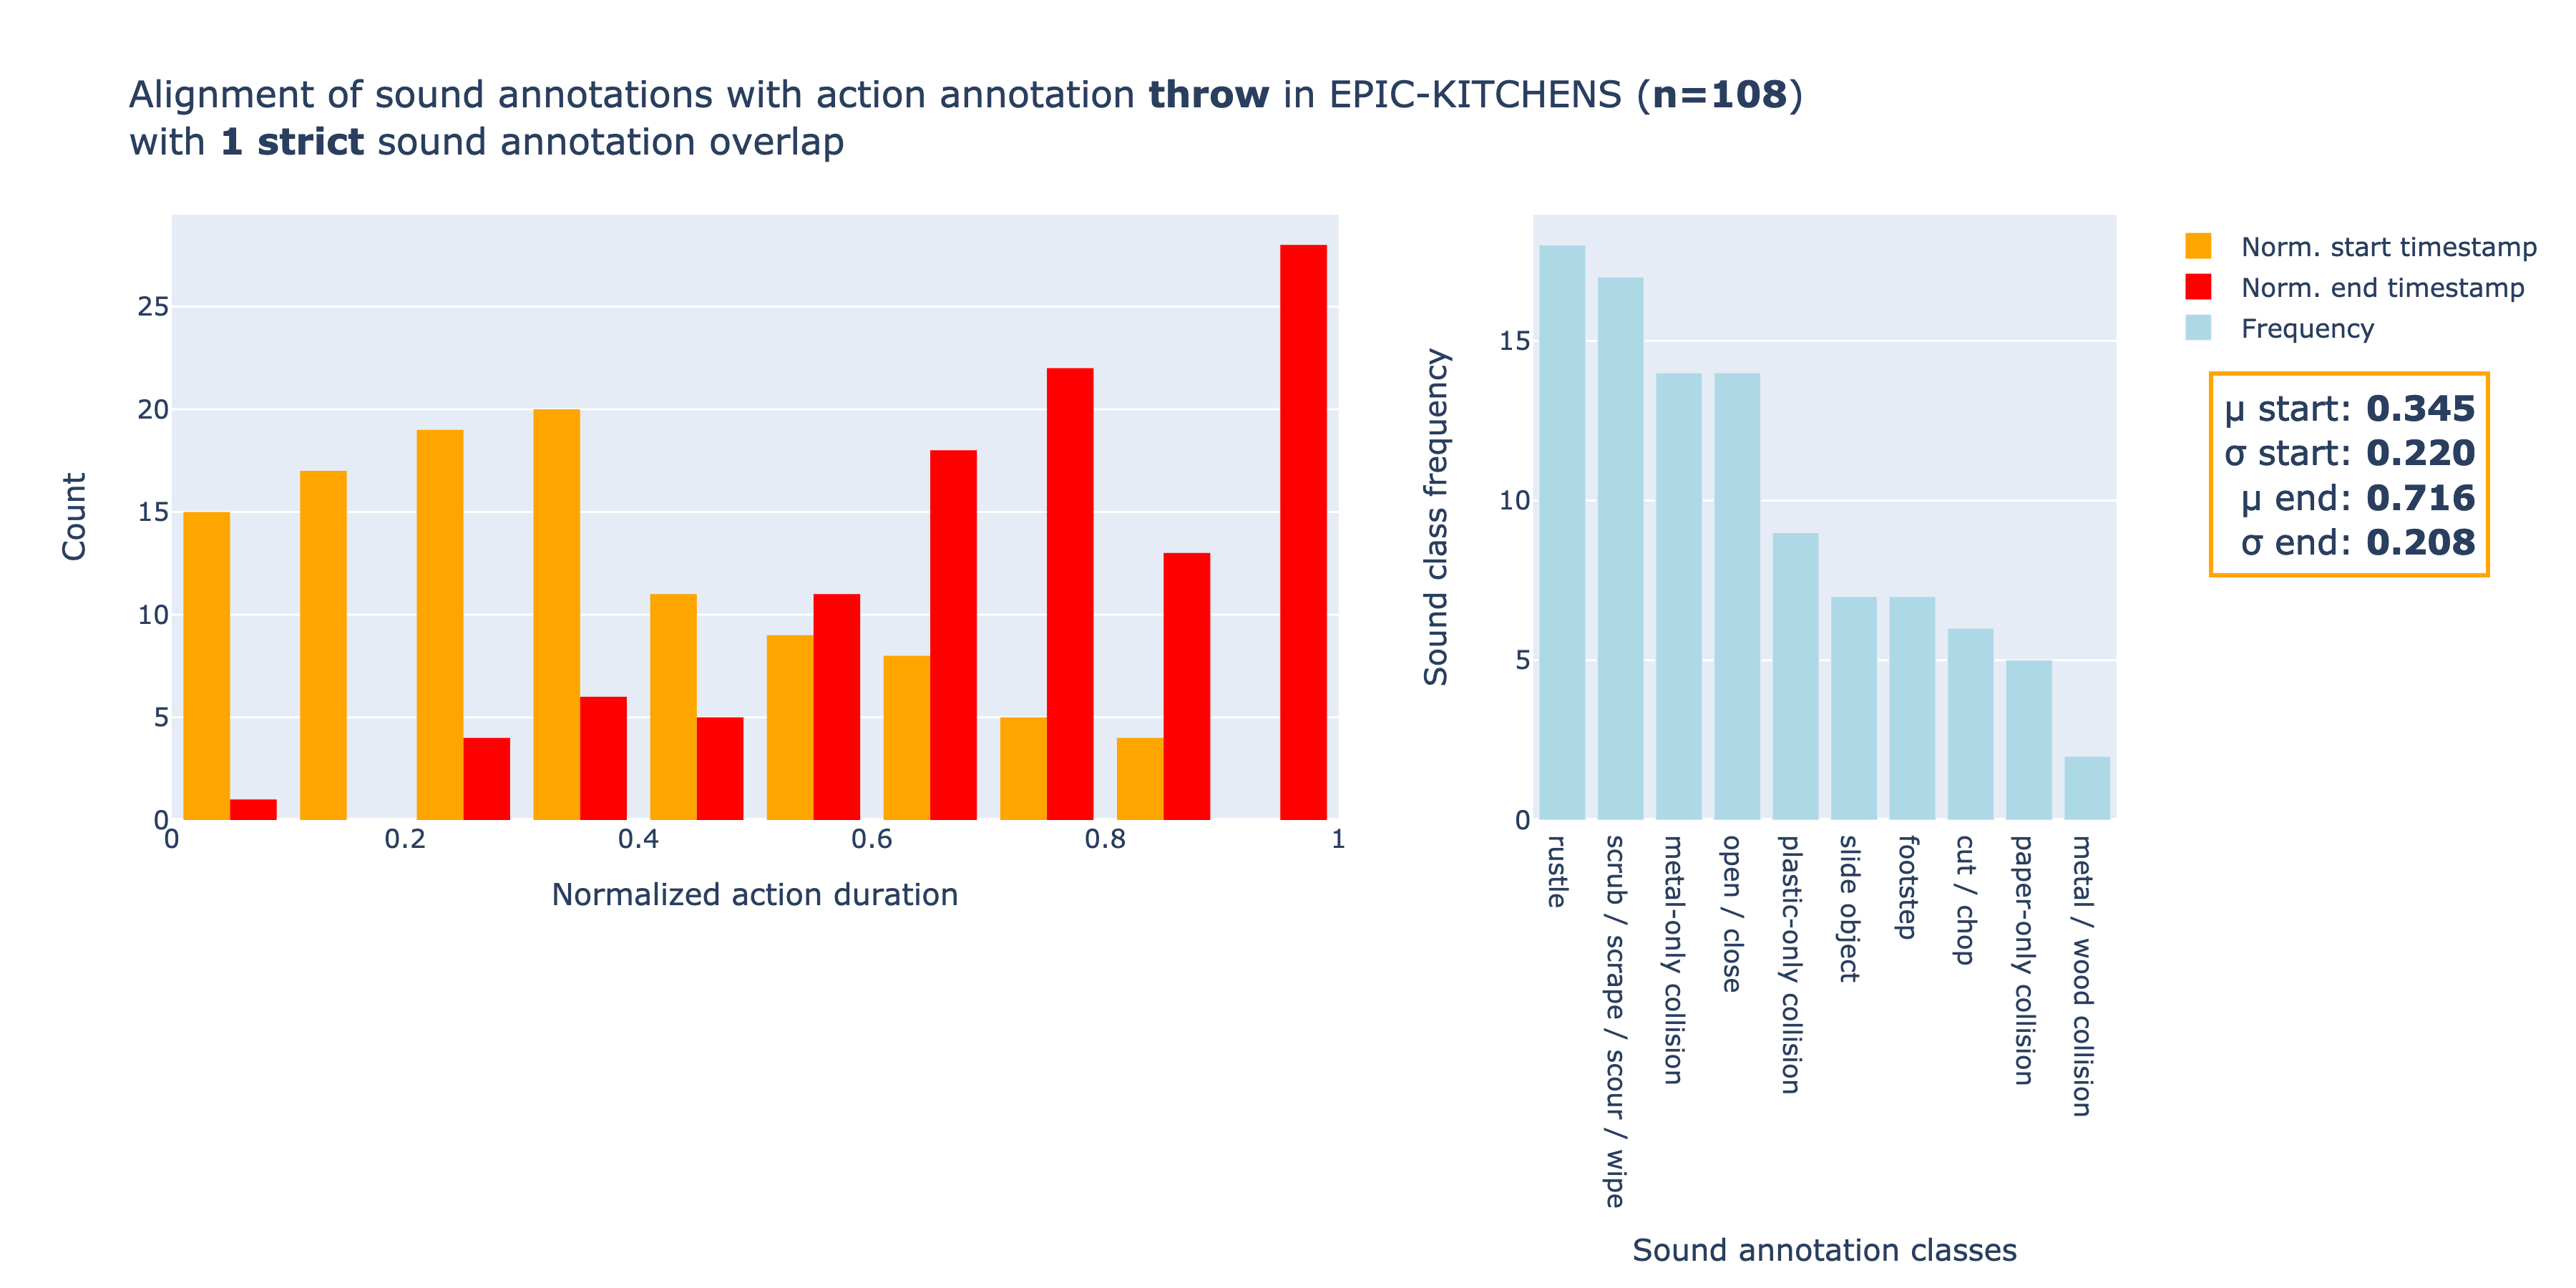 Alignment of sound annotations with action annotation throw in EPIC-KITCHENS (n=108)
with 1 strict sound annotation overlap
Count
25
20
15
10
5
0
0
0.2
0.4
0.6
0.8
1
Normalized action duration
Sound class frequency
15
10
5
0
rustle
scrub / scrape / scour / wipe
metal-only collision
open / close
plastic-only collision
slide object
footstep
cut / chop
paper-only collision
metal / wood collision
Sound annotation classes
Norm. start timestamp
Norm. end timestamp
Frequency
μ start: 0.345
σ start: 0.220
μ end: 0.716
σ end: 0.208